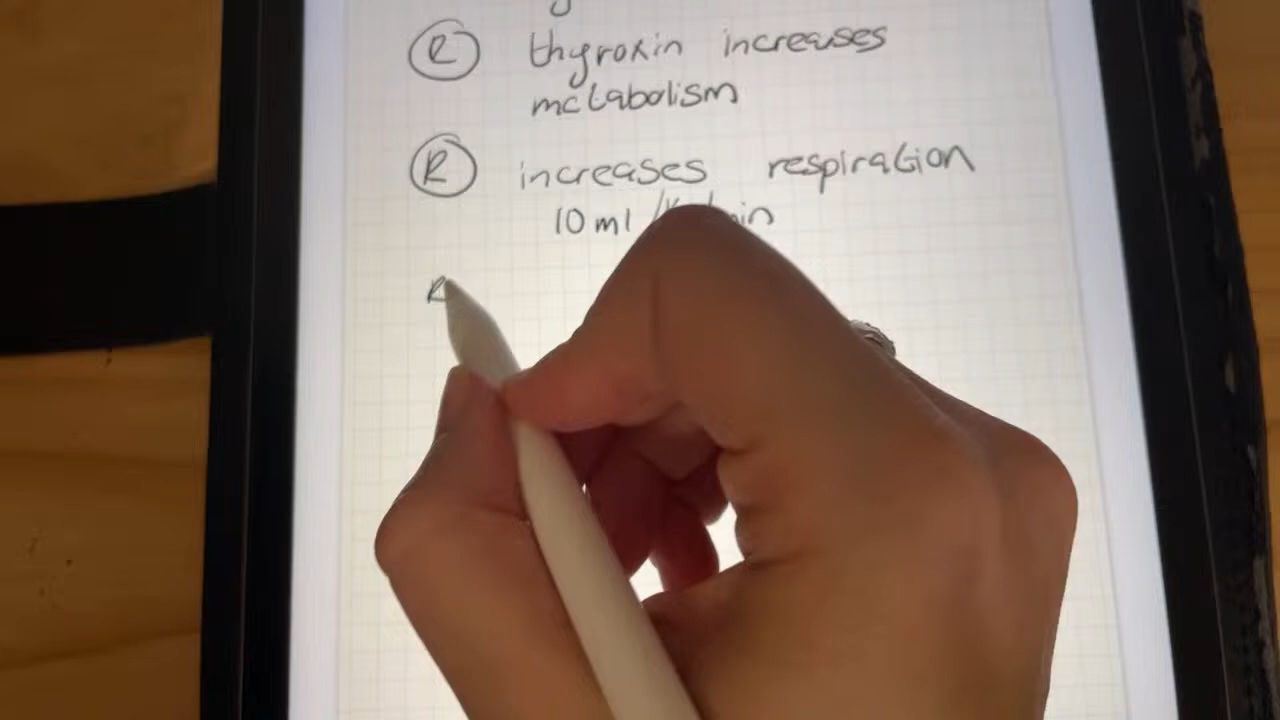 R thyroxin increases
metabolism
R increases respiration
10 ml /
R